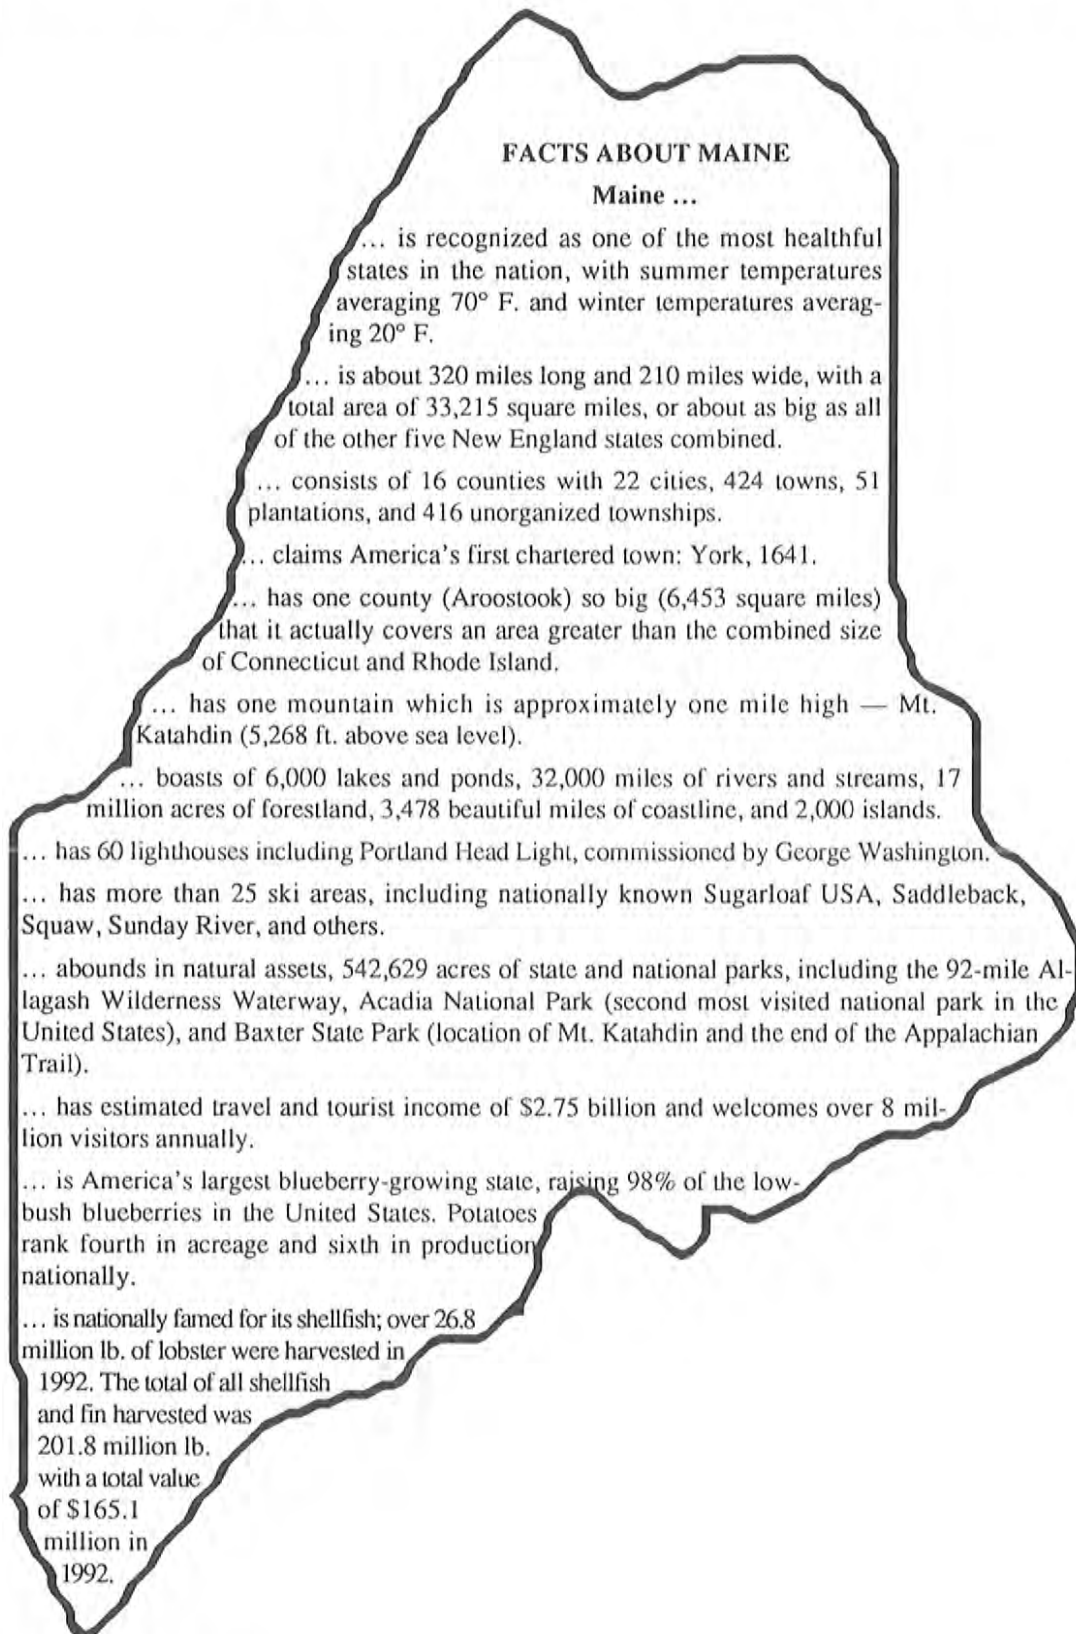 FACTS ABOUT MAINE
Maine ...
... is recognized as one of the most healthful
states in the nation, with summer temperatures
averaging 70° F. and winter temperatures averag-
ing 20° F.
... is about 320 miles long and 210 miles wide, with a
total area of 33,215 square miles, or about as big as all
of the other five New England states combined.
... consists of 16 counties with 22 cities, 424 towns, 51
plantations, and 416 unorganized townships.
... claims America's first chartered town: York, 1641.
... has one county (Aroostook) so big (6,453 square miles)
that it actually covers an area greater than the combined size
of Connecticut and Rhode Island.
... has one mountain which is approximately one mile high — Mt.
Katahdin (5,268 ft. above sea level).
... boasts of 6,000 lakes and ponds, 32,000 miles of rivers and streams, 17
million acres of forestland, 3,478 beautiful miles of coastline, and 2,000 islands.
... has 60 lighthouses including Portland Head Light, commissioned by George Washington.
... has more than 25 ski areas, including nationally known Sugarloaf USA, Saddleback,
Squaw, Sunday River, and others.
... abounds in natural assets, 542,629 acres of state and national parks, including the 92-mile Al-
lagash Wilderness Waterway, Acadia National Park (second most visited national park in the
United States), and Baxter State Park (location of Mt. Katahdin and the end of the Appalachian
Trail).
... has estimated travel and tourist income of $2.75 billion and welcomes over 8 mil-
lion visitors annually.
... is America's largest blueberry-growing state, raising 98% of the low-
bush blueberries in the United States. Potatoes
rank fourth in acreage and sixth in production
nationally.
... is nationally famed for its shellfish; over 26.8
million lb. of lobster were harvested in
1992. The total of all shellfish
and fin harvested was
201.8 million lb.
with a total value
of $165.1
million in
1992.